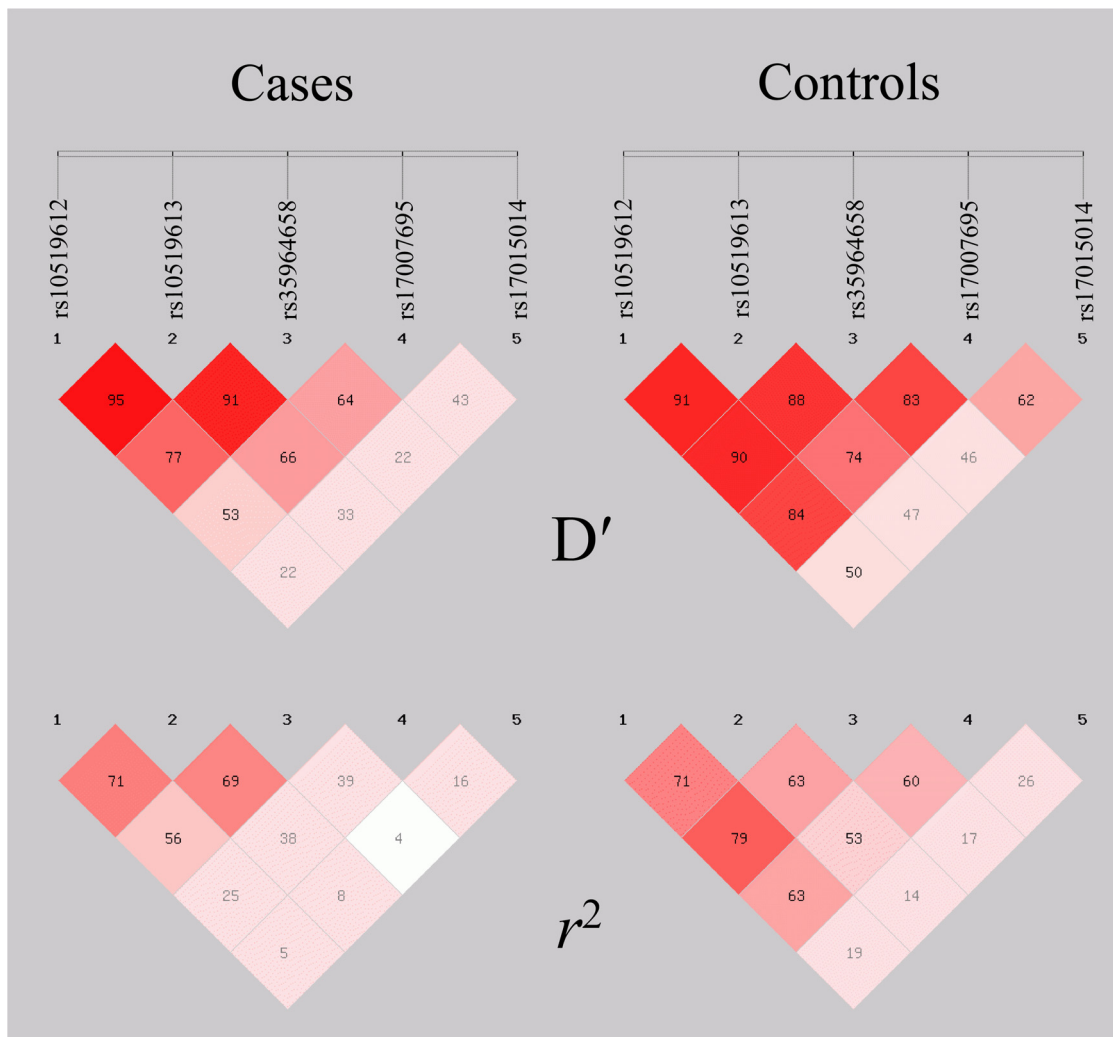 Cases Controls
rs10519612 rs10519613 rs35964658 rs17007695 rs17015014 rs10519612 rs10519613 rs35964658 rs17007695 rs17015014
1 2 3 4 5 1 2 3 4 5
95 91 64 43 91 88 83 62
77 66 22 90 74 46
53 33 84 47
D′
22 50
1 2 3 4 5 1 2 3 4 5
71 69 39 16 71 63 60 26
56 38 4 79 53 17
25 8 63 14
r²
5 19